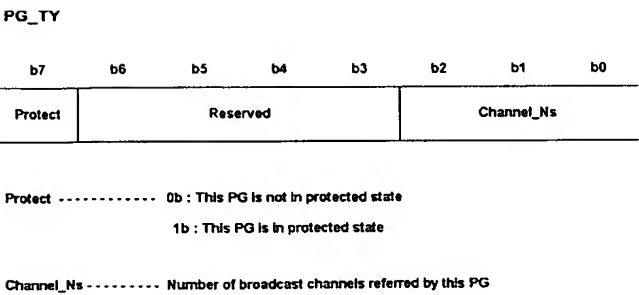 PG_TY
b7 b6 b5 b4 b3 b2 b1 b0
Protect Reserved Channel_Ns
Protect ------------ 0b : This PG is not in protected state
1b : This PG is in protected state
Channel_Ns --------- Number of broadcast channels referred by this PG